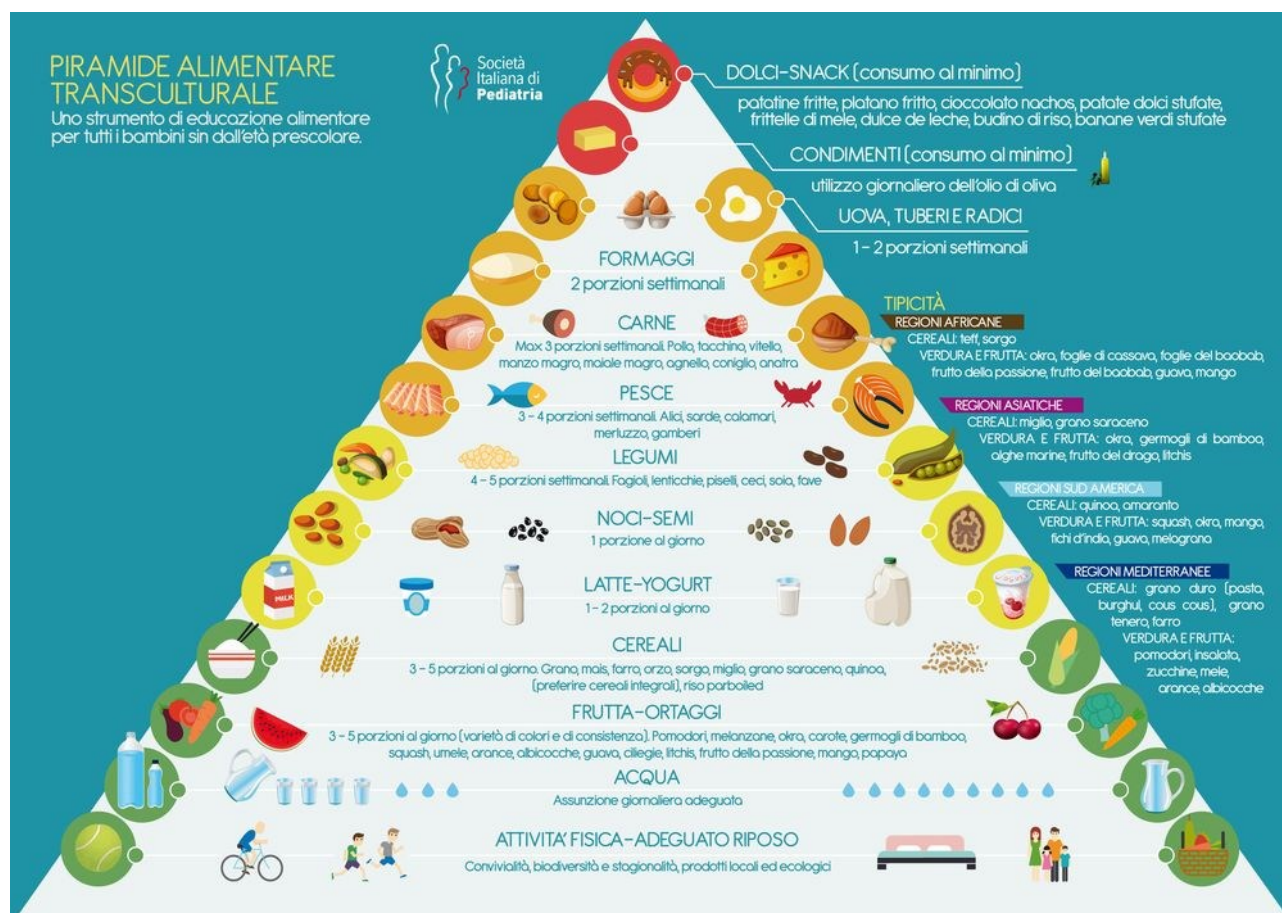 PIRAMIDE ALIMENTARE
TRANSCULTURALE
Uno strumento di educazione alimentare
per tutti i bambini sin dall'età prescolare.
Società
Italiana di
Pediatria
DOLCI-SNACK (consumo al minimo)
patatine fritte, platano fritto, cioccolato nachos, patate dolci stufate,
frittelle di mele, dulce de leche, budino di riso, banane verdi stufate
CONDIMENTI (consumo al minimo)
utilizzo giornaliero dell'olio di oliva
UOVA, TUBERI E RADICI
1-2 porzioni settimanali
FORMAGGI
2 porzioni settimanali
CARNE
Max 3 porzioni settimanali. Pollo, tacchino, vitello,
manzo magro, maiale magro, agnello, coniglio, anatra
PESCE
3-4 porzioni settimanali. Alici, sarde, calamari,
merluzzo, gamberi
LEGUMI
4-5 porzioni settimanali. Fagioli, lenticchie, piselli, ceci, soia, fave
NOCI-SEMI
1 porzione al giorno
LATTE-YOGURT
1-2 porzioni al giorno
MILK
CEREALI
3-5 porzioni al giorno. Grano, mais, farro, orzo, sorgo, miglio, grano saraceno, quinoa,
(preferire cereali integrali), riso parboiled
FRUTTA-ORTAGGI
3-5 porzioni al giorno (varietà di colori e di consistenza). Pomodori, melanzane, okra, carote, germogli di bamboo,
squash, umele, arance, albicocche, guava, ciliegie, litchis, frutto della passione, mango, papaya
ACQUA
Assunzione giornaliera adeguata
ATTIVITA' FISICA-ADEGUATO RIPOSO
Convivialità, biodiversità e stagionalità, prodotti locali ed ecologici
TIPICITÀ
REGIONI AFRICANE
CEREALI: teff, sorgo
VERDURA E FRUTTA: okra, foglie di cassava, foglie del baobab,
frutto della passione, frutto del baobab, guava, mango
REGIONI ASIATICHE
CEREALI: miglio, grano saraceno
VERDURA E FRUTTA: okra, germogli di bamboo,
alghe marine, frutto del drago, litchis
REGIONI SUD AMERICA
CEREALI: quinoa, amaranto
VERDURA E FRUTTA: squash, okra, mango,
fichi d'india, guava, melagrana
REGIONI MEDITERRANEE
CEREALI: grano duro (pasta,
burghul, cous cous), grano
tenero, farro
VERDURA E FRUTTA:
pomodori, insalata,
zucchine, mele,
arance, albicocche